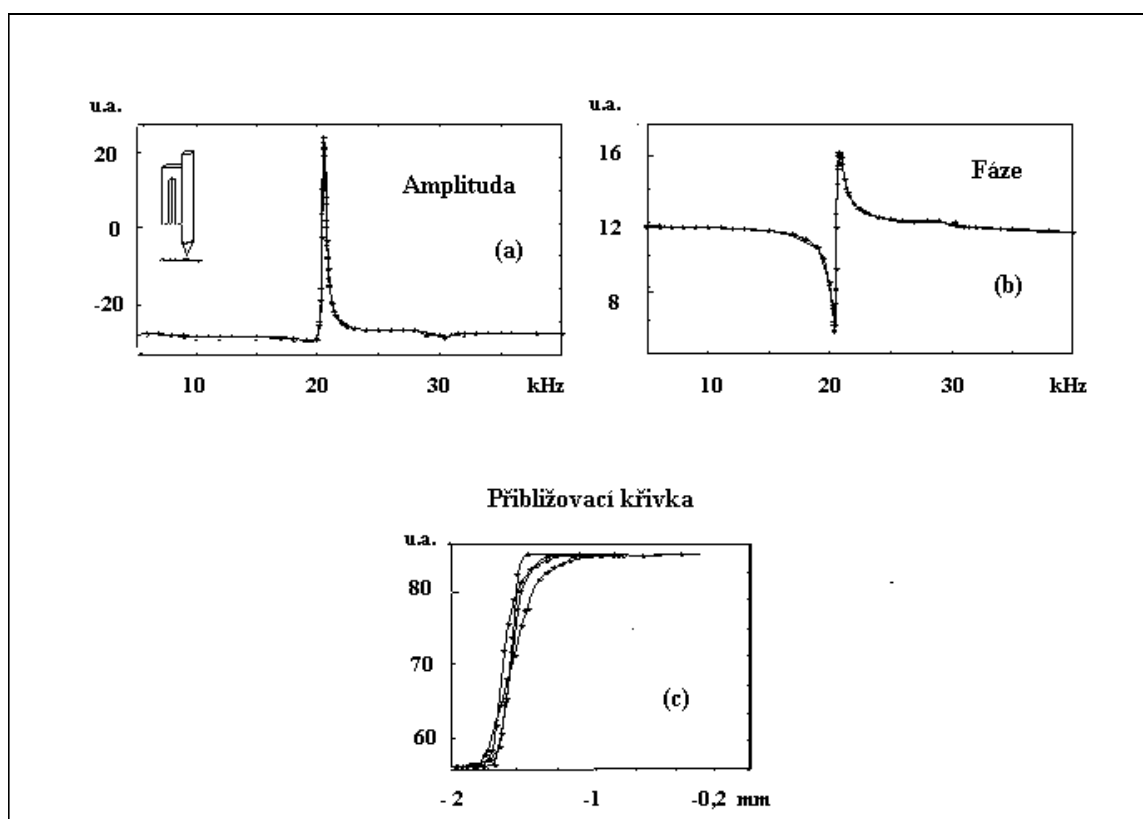 u.a.
20
0
-20
Amplituda
(a)
10 20 30 kHz
u.a.
16
12
8
Fáze
(b)
10 20 30 kHz
Přibližovací křivka
u.a.
80
70
60
(c)
- 2 -1 -0,2 mm